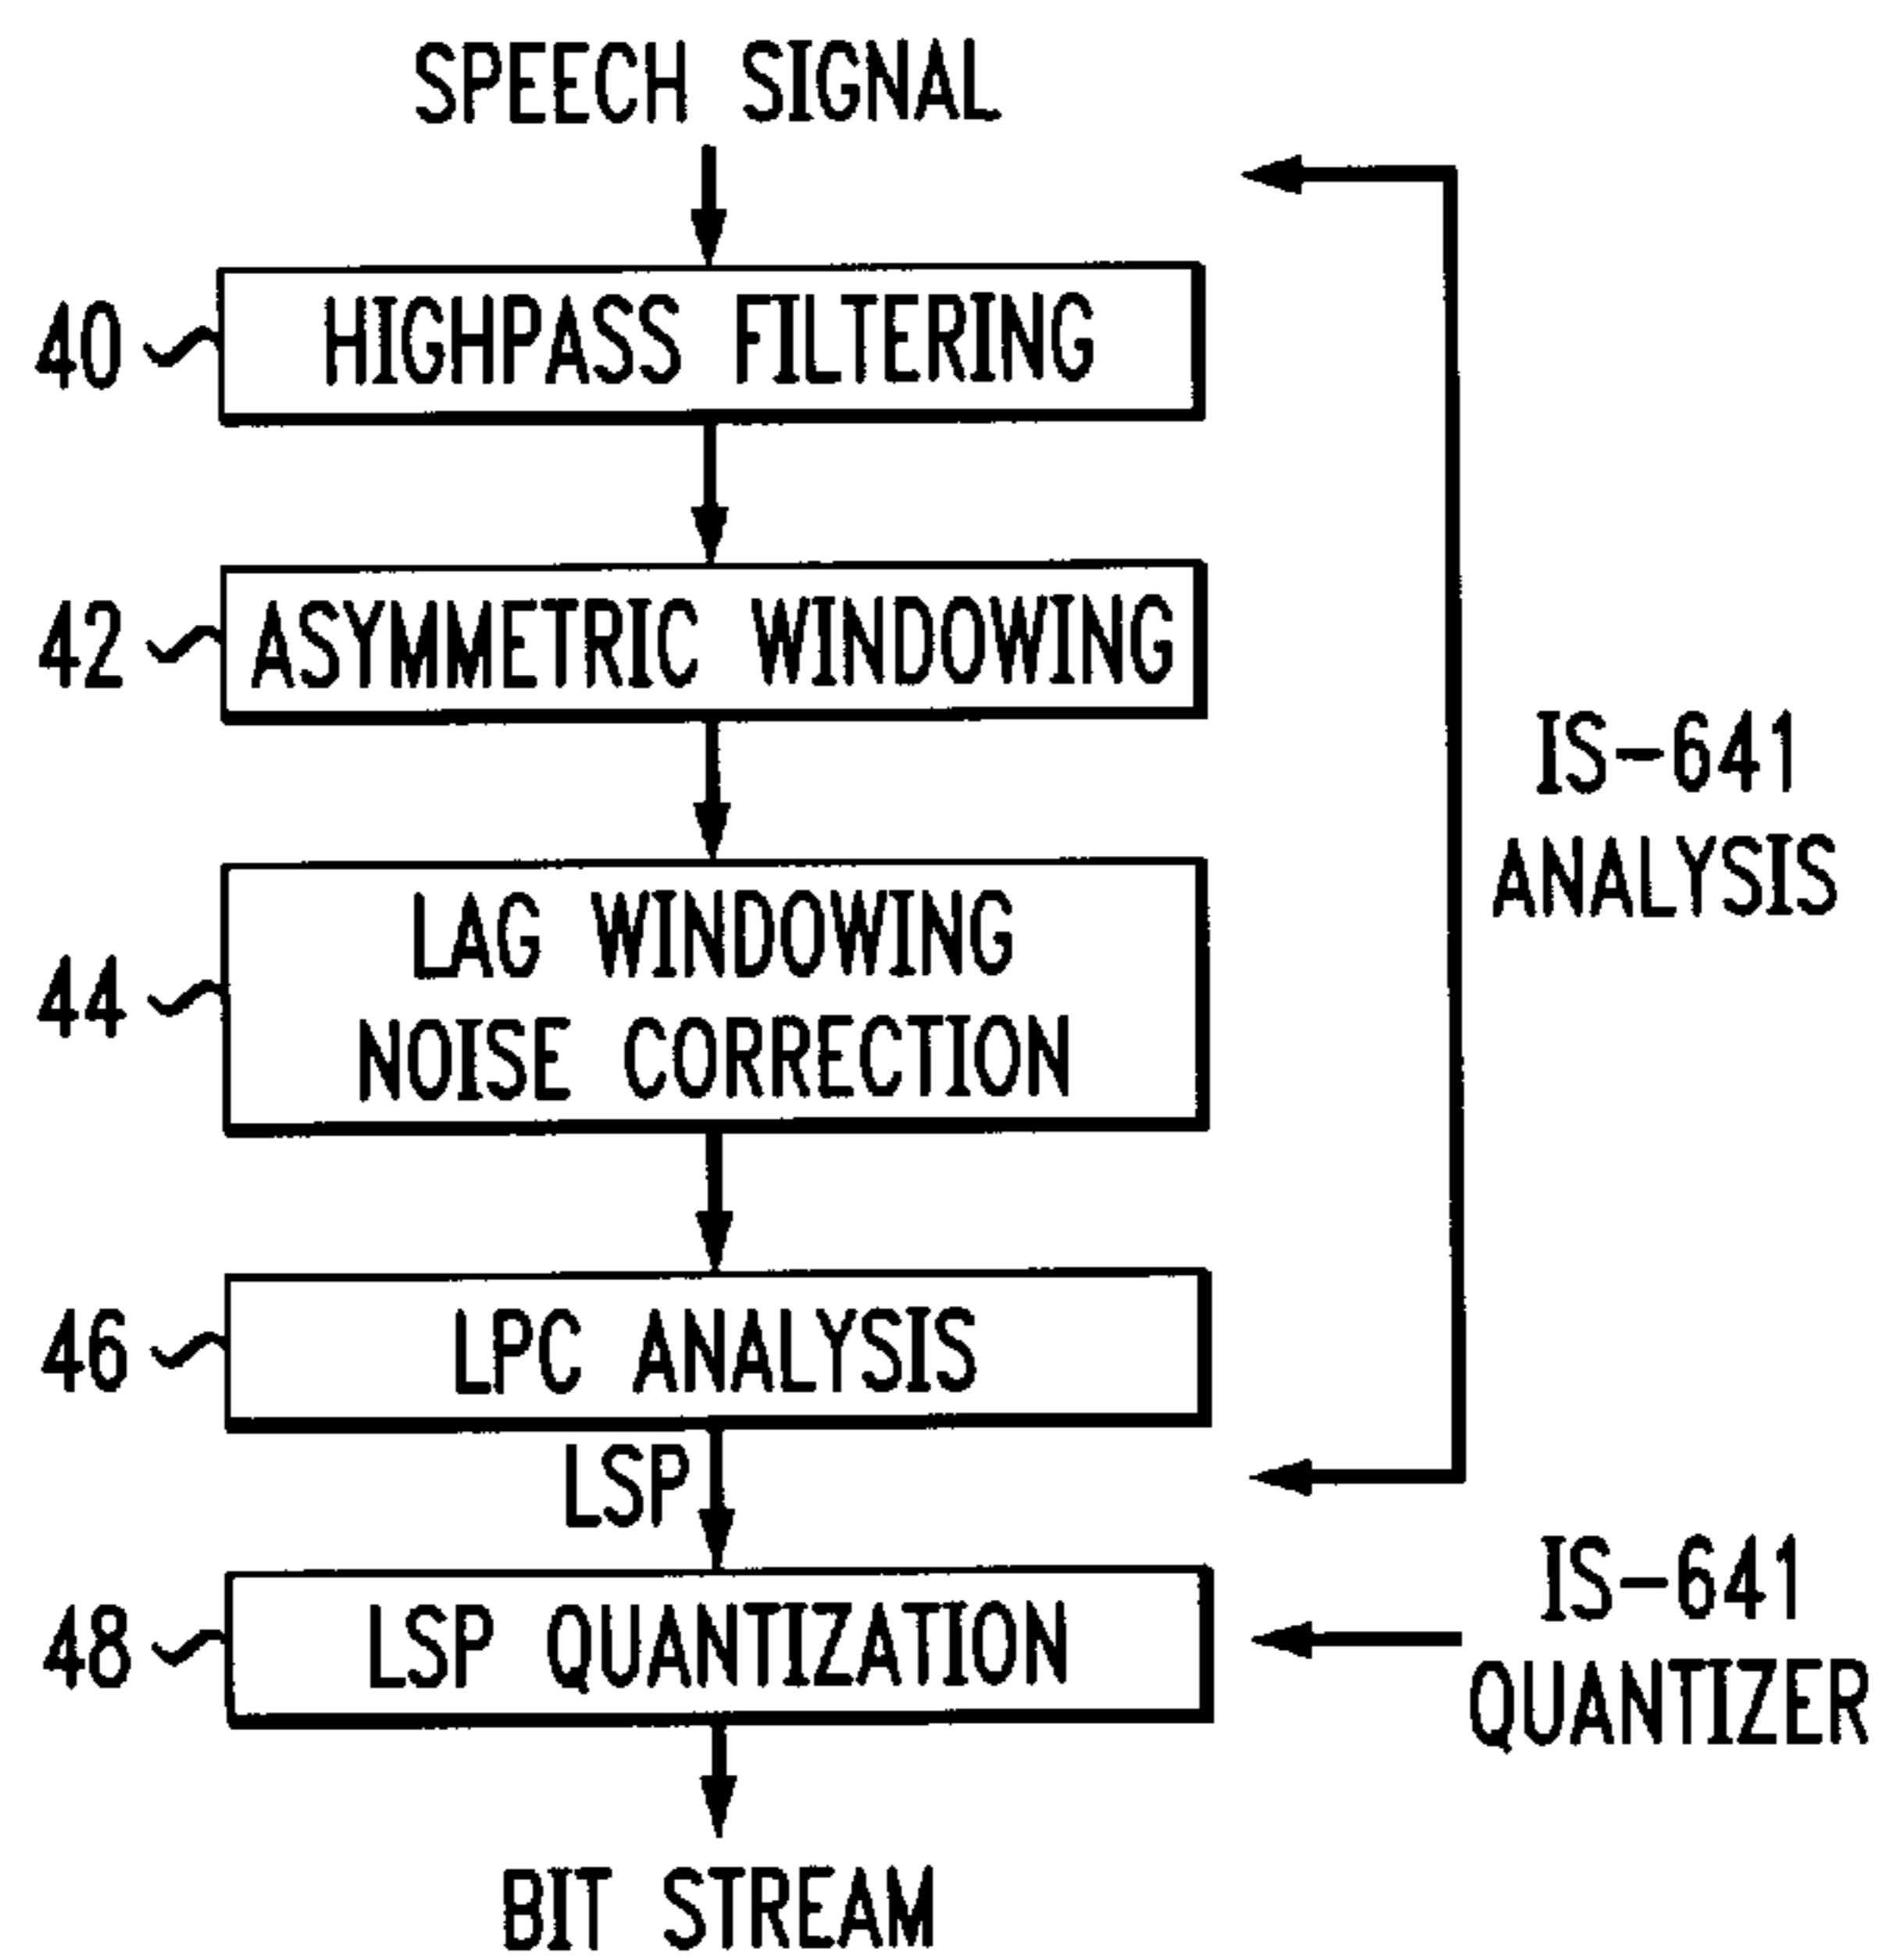 SPEECH SIGNAL
40
HIGHPASS FILTERING
42
ASYMMETRIC WINDOWING
44
LAG WINDOWING
NOISE CORRECTION
46
LPC ANALYSIS
LSP
48
LSP QUANTIZATION
BIT STREAM
IS-641
ANALYSIS
IS-641
QUANTIZER